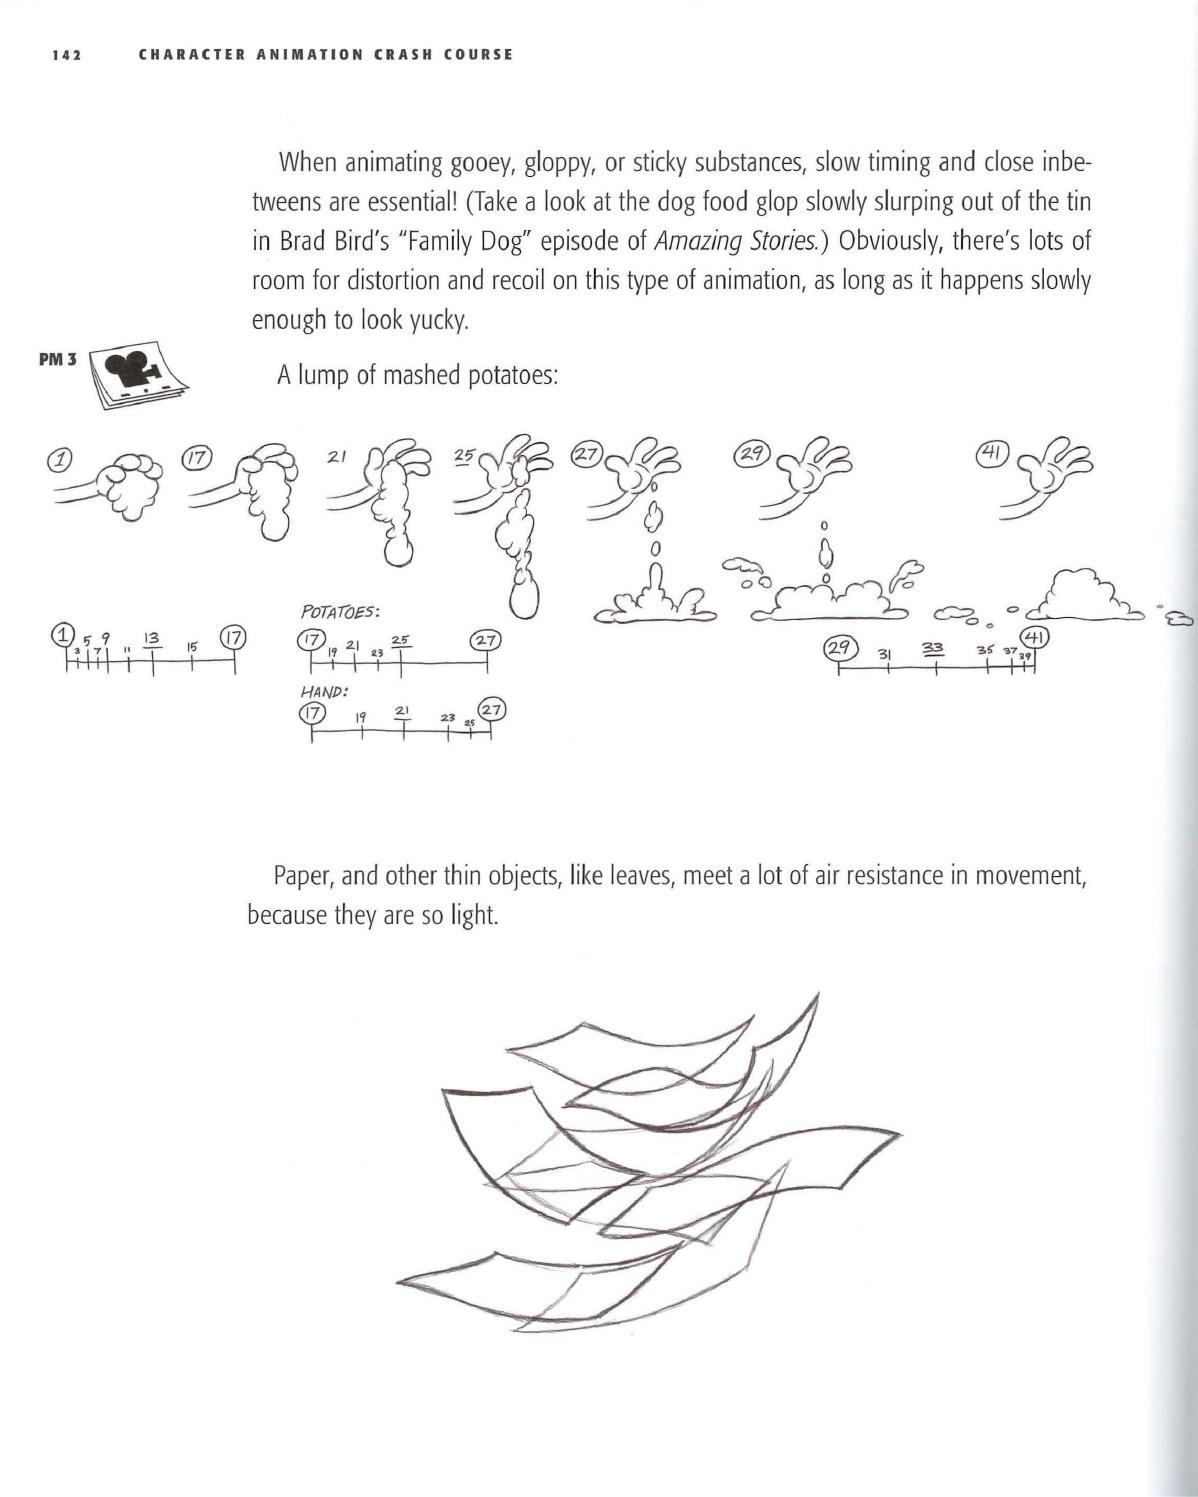 142 CHARACTER ANIMATION CRASH COURSE
When animating gooey, gloppy, or sticky substances, slow timing and close inbe-
tweens are essential! (Take a look at the dog food glop slowly slurping out of the tin
in Brad Bird's “Family Dog” episode of Amazing Stories.) Obviously, there's lots of
room for distortion and recoil on this type of animation, as long as it happens slowly
enough to look yucky.
PM 3
A lump of mashed potatoes:
1 17 21 25 27 29 41
1 3 5 7 9 11 13 15 17
POTATOES:
17 19 21 23 25 27
HAND:
17 19 21 23 25 27
29 31 33 35 37 39 41
Paper, and other thin objects, like leaves, meet a lot of air resistance in movement,
because they are so light.